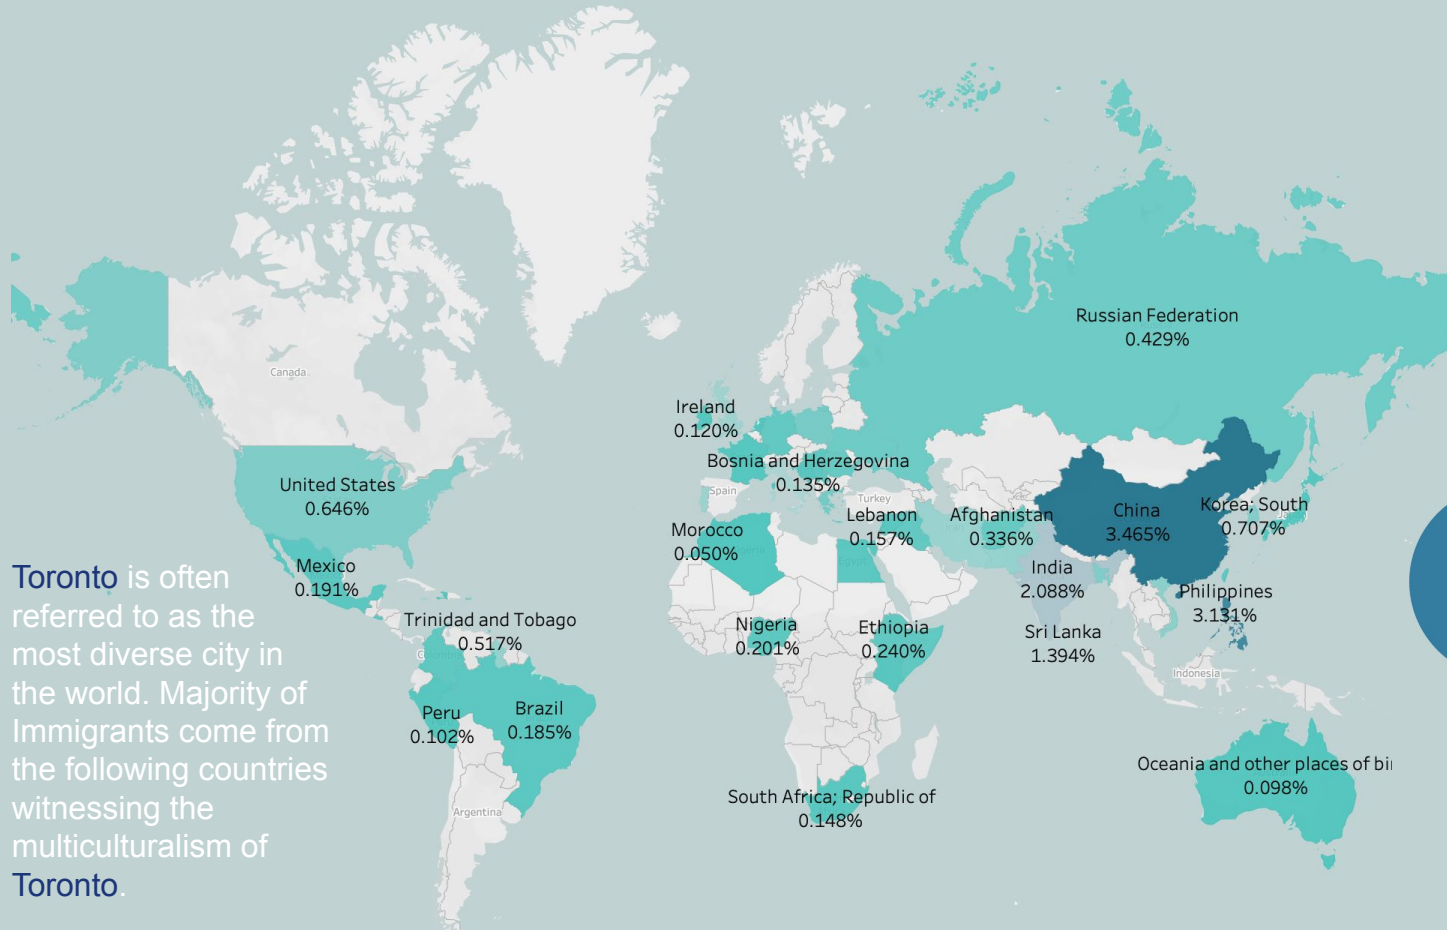 Canada
Russian Federation
0.429%
Ireland
0.120%
Bosnia and Herzegovina
0.135%
Spain
Turkey
United States
0.646%
Lebanon
0.157%
Afghanistan
0.336%
China
3.465%
Korea; South
0.707%
Morocco
0.050%
Egypt
Mexico
0.191%
India
2.088%
Philippines
3.131%
Trinidad and Tobago
0.517%
Nigeria
0.201%
Ethiopia
0.240%
Sri Lanka
1.394%
Indonesia
Peru
0.102%
Brazil
0.185%
Oceania and other places of bi
0.098%
South Africa; Republic of
0.148%
Argentina
Toronto is often
referred to as the
most diverse city in
the world. Majority of
Immigrants come from
the following countries
witnessing the
multiculturalism of
Toronto.